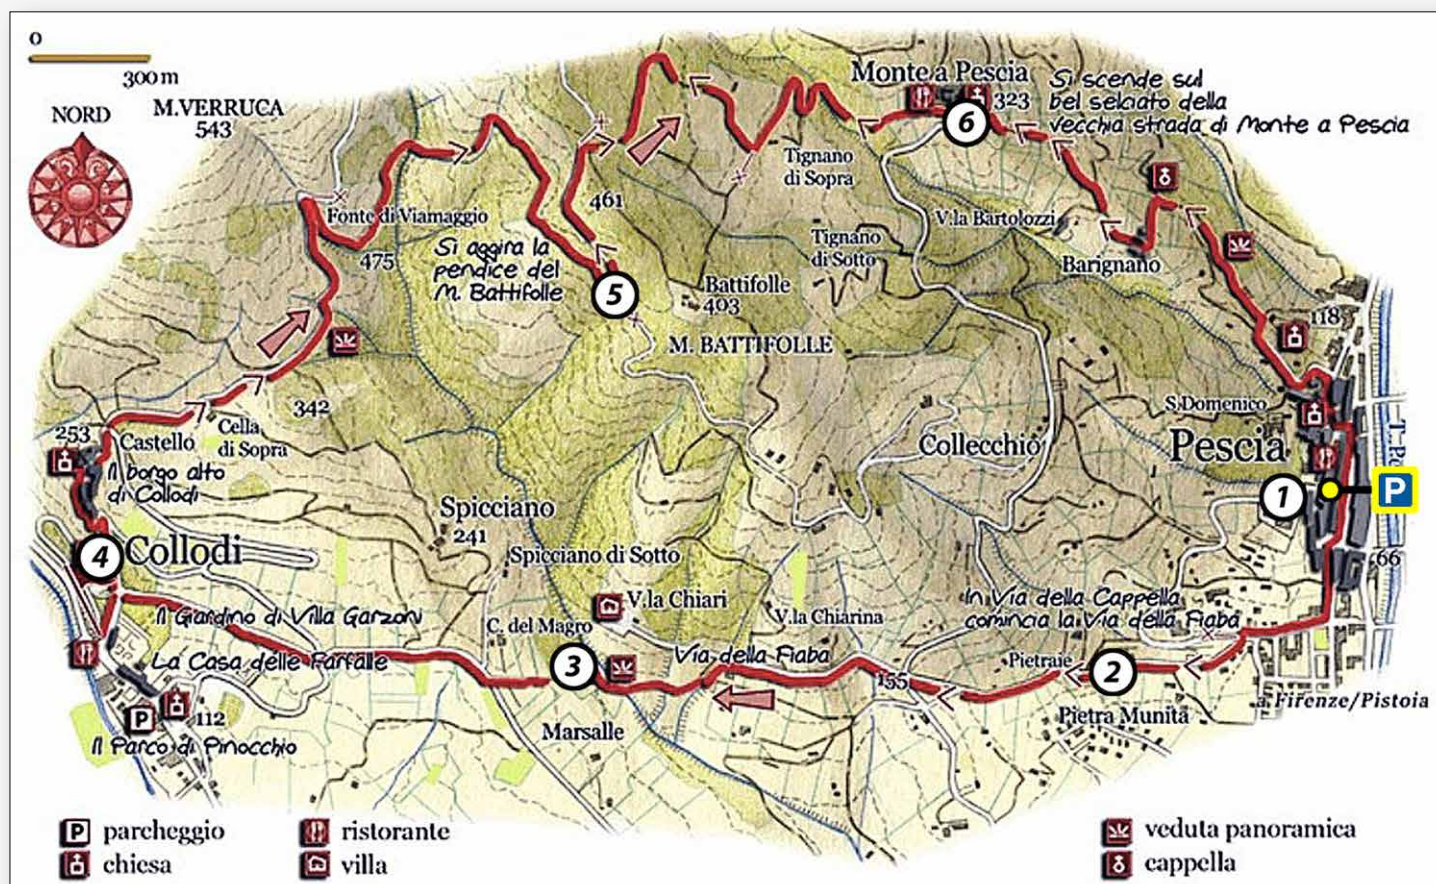 0
300 m
NORD
M.VERRUCA
543
Monte a Pescia
323
6
Si scende sul
bel selciato della
vecchia strada di Monte a Pescia
Tignano
di Sopra
461
Fonte di Viamaggio
475
Si aggira la
pendice del
M. Battifolle
5
V.la Bartolozzi
Tignano
di Sotto
Barignano
Battifolle
403
M. BATTIFOLLE
118
342
253
Castello
Cella
di Sopra
Il borgo alto
di Collodi
S.Domenico
Pescia
Collecchio
1
P
Spicciano
241
4
Collodi
Spicciano di Sotto
66
V.la Chiari
V.la Chiarina
In Via della Cappella
comincia la Via della Fiaba
Il Giardino di Villa Garzoni
C. del Magro
3
Via della Fiaba
Pietraie
2
La Casa delle Farfalle
155
a Firenze/Pistoia
P
112
Marsalle
Pietra Munita
Il Parco di Pinocchio
P parcheggio
ristorante
veduta panoramica
chiesa
villa
cappella